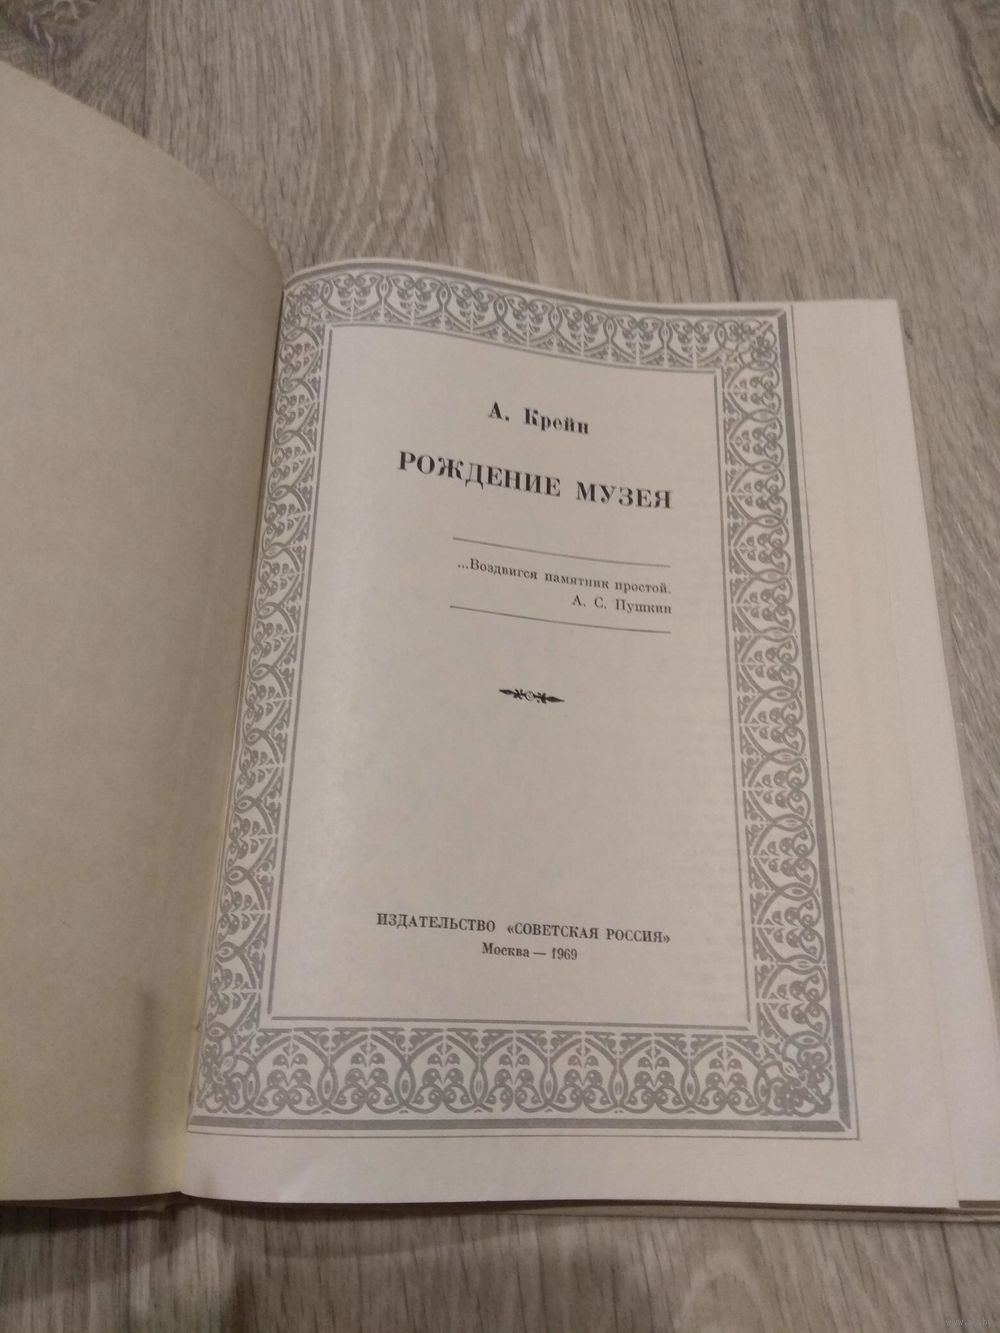 А. Крейн
РОЖДЕНИЕ МУЗЕЯ
...Воздвигся памятник простой.
А. С. Пушкин
ИЗДАТЕЛЬСТВО «СОВЕТСКАЯ РОССИЯ»
Москва — 1969